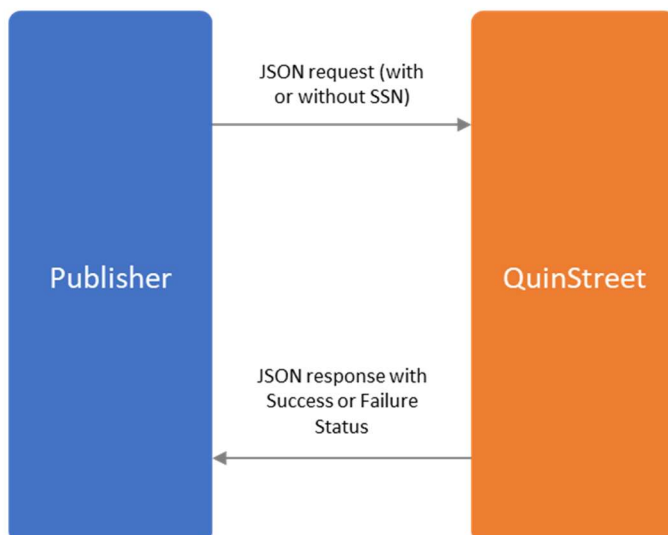 JSON request (with
or without SSN)
Publisher
QuinStreet
JSON response with
Success or Failure
Status